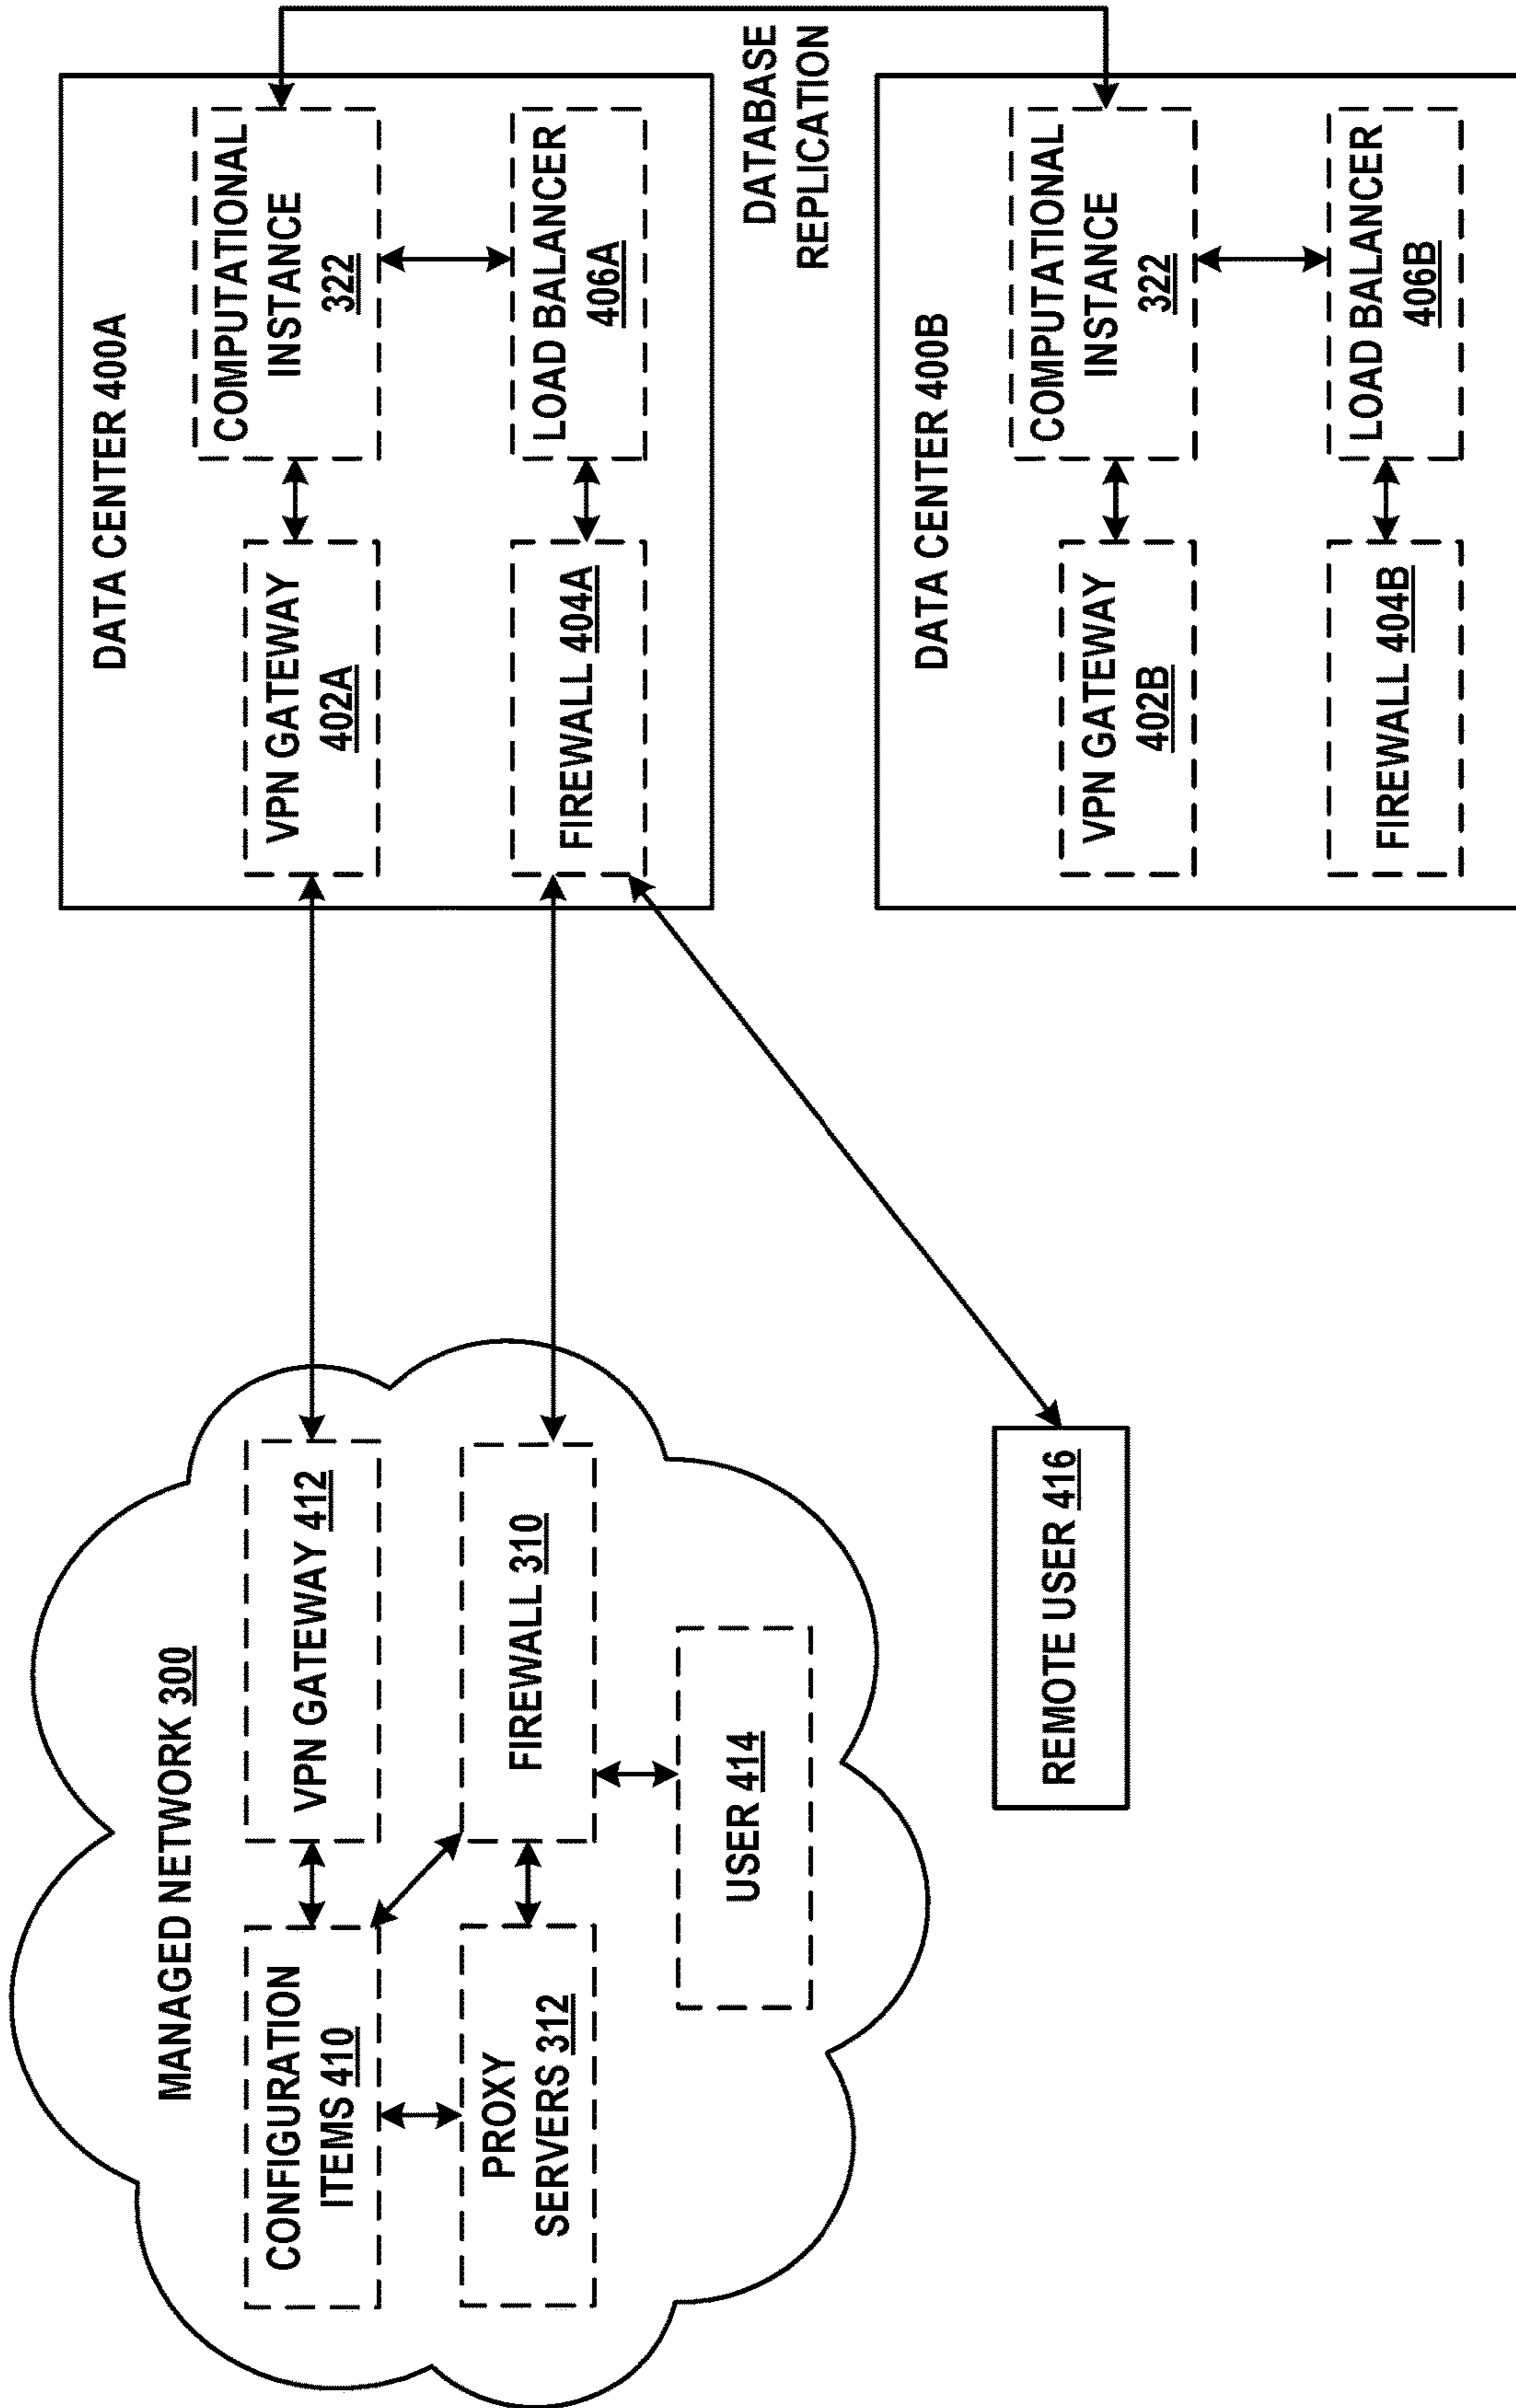 MANAGED NETWORK 300
CONFIGURATION
ITEMS 410
VPN GATEWAY 412
PROXY
SERVERS 312
FIREWALL 310
USER 414
REMOTE USER 416
DATA CENTER 400A
VPN GATEWAY
402A
COMPUTATIONAL
INSTANCE
322
FIREWALL 404A
LOAD BALANCER
406A
DATABASE
REPLICATION
DATA CENTER 400B
VPN GATEWAY
402B
COMPUTATIONAL
INSTANCE
322
FIREWALL 404B
LOAD BALANCER
406B